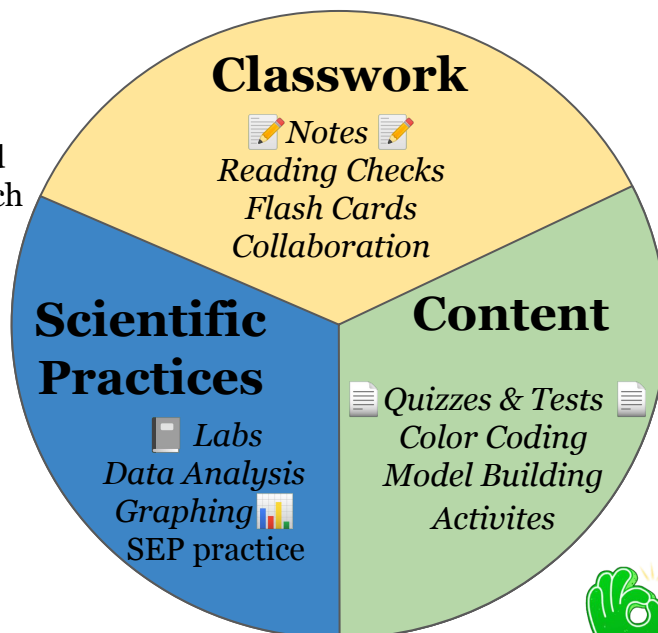 Classwork
📝Notes 📝
Reading Checks
Flash Cards
Collaboration
ch
Scientific
Practices
📓 Labs
Data Analysis
Graphing📊
SEP practice
Content
📄Quizzes & Tests 📄
Color Coding
Model Building
Activites